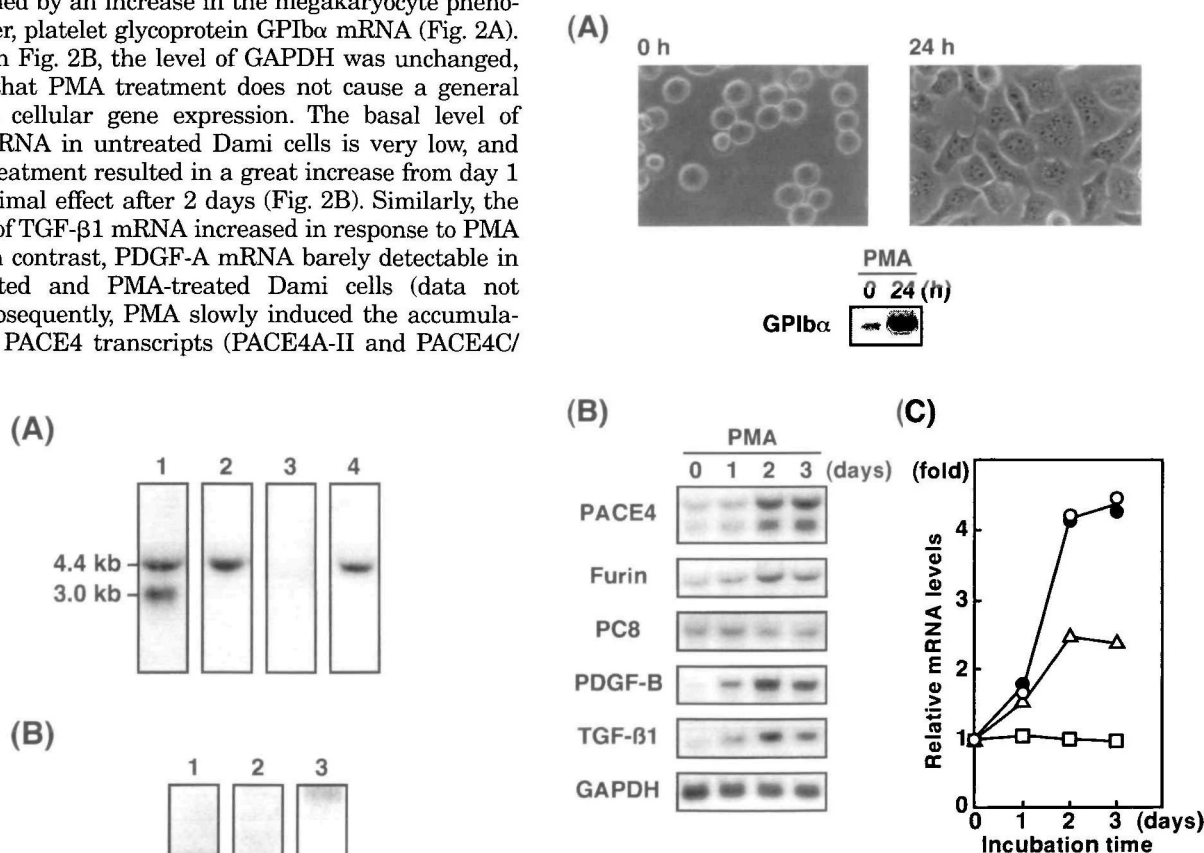 ned by an increase in the megakaryocyte pheno-
er, platelet glycoprotein GPIbα mRNA (Fig. 2A).
n Fig. 2B, the level of GAPDH was unchanged,
that PMA treatment does not cause a general
cellular gene expression. The basal level of
RNA in untreated Dami cells is very low, and
eatment resulted in a great increase from day 1
imal effect after 2 days (Fig. 2B). Similarly, the
of TGF-β1 mRNA increased in response to PMA
n contrast, PDGF-A mRNA barely detectable in
ted and PMA-treated Dami cells (data not
osequently, PMA slowly induced the accumula-
PACE4 transcripts (PACE4A-II and PACE4C/
(A)
1 2 3 4
4.4 kb
3.0 kb
(B)
1 2 3
(A)
0 h 24 h
PMA
0 24 (h)
GPIbα
(B)
PMA
0 1 2 3 (days)
PACE4
Furin
PC8
PDGF-B
TGF-β1
GAPDH
(C)
(fold)
4
3
2
1
0
Relative mRNA levels
0 1 2 3 (days)
Incubation time